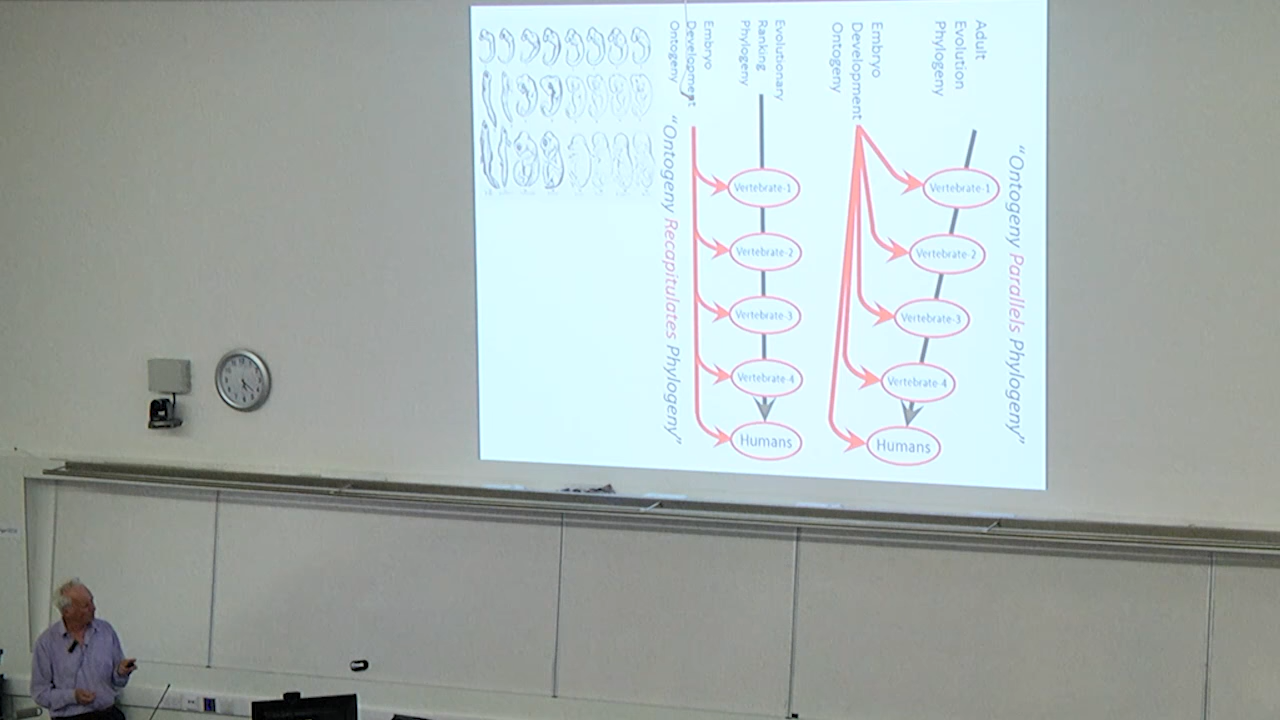 "Ontogeny Parallels Phylogeny"
Adult
Evolution
Phylogeny
Vertebrate-1
Vertebrate-2
Vertebrate-3
Vertebrate-4
Humans
Embryo
Development
Ontogeny
Evolutionary
Ranking
Phylogeny
Vertebrate-1
Vertebrate-2
Vertebrate-3
Vertebrate-4
Humans
Embryo
Development
Ontogeny
"Ontogeny Recapitulates Phylogeny"